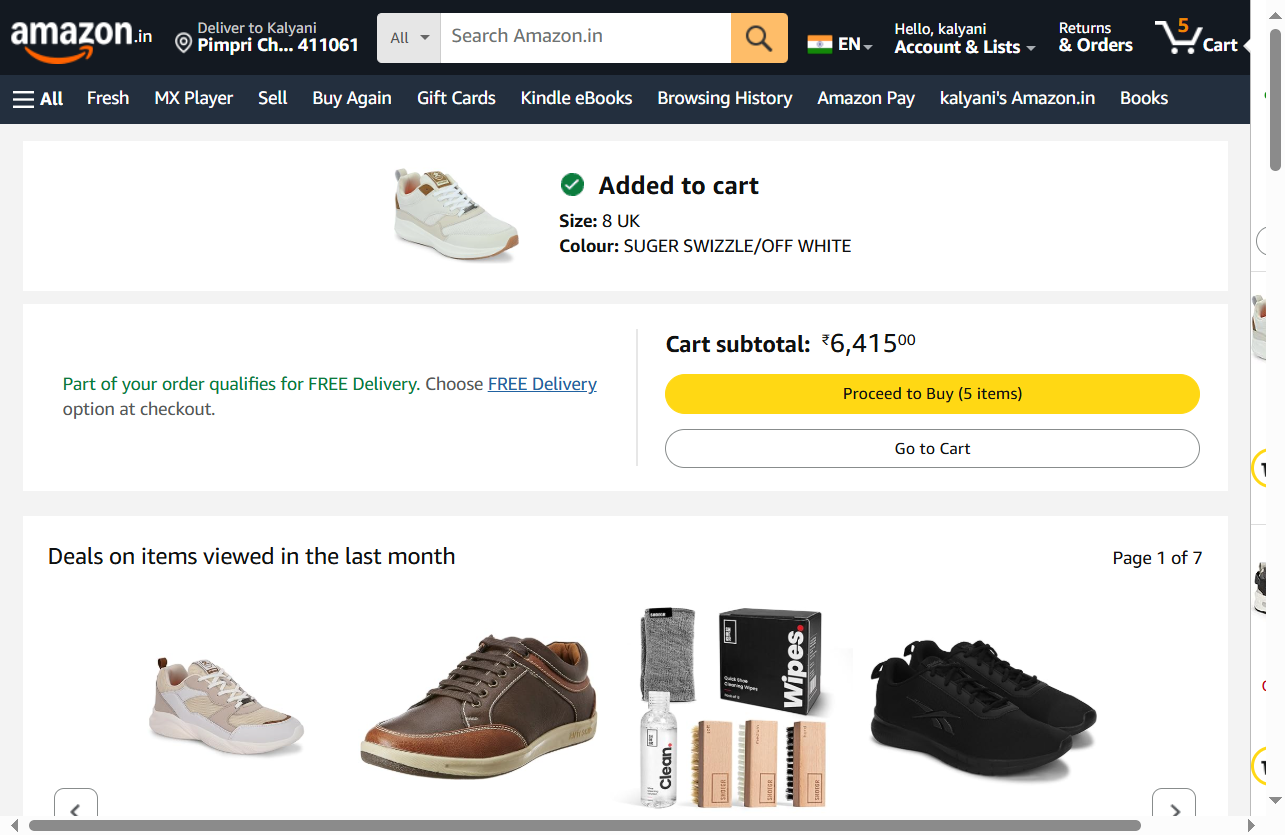 amazon.in
Deliver to Kalyani
Pimpri Ch... 411061
All
Search Amazon.in
EN
Hello, kalyani
Account & Lists
Returns
& Orders
5
Cart
All Fresh MX Player Sell Buy Again Gift Cards Kindle eBooks Browsing History Amazon Pay kalyani's Amazon.in Books
Added to cart
Size: 8 UK
Colour: SUGER SWIZZLE/OFF WHITE
Part of your order qualifies for FREE Delivery. Choose FREE Delivery
option at checkout.
Cart subtotal: ₹6,41500
Proceed to Buy (5 items)
Go to Cart
Deals on items viewed in the last month
Page 1 of 7
Wipes.
Quick Shoe
Cleaning Wipes
Clean.